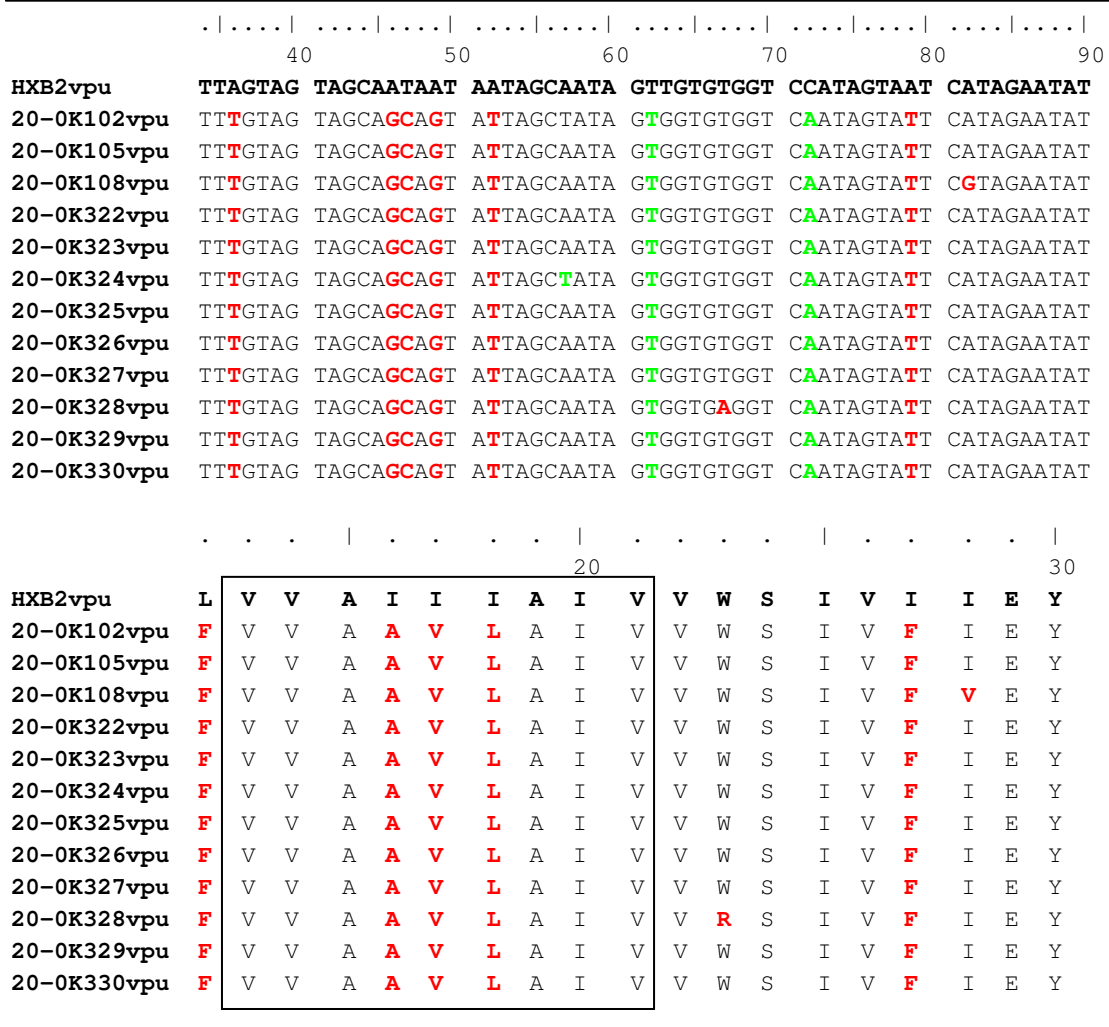 .|....| ....|....| ....|....| ....|....| ....|....| ....|....|
40 50 60 70 80 90
HXB2vpu TTAGTAG TAGCAATAAT AATAGCAATA GTTGTGTGGT CCATAGTAAT CATAGAATAT
20-0K102vpu TTTGTAG TAGCAGCAGT ATTAGCTATA GTGGTGTGGT CAATAGTATT CATAGAATAT
20-0K105vpu TTTGTAG TAGCAGCAGT ATTAGCAATA GTGGTGTGGT CAATAGTATT CATAGAATAT
20-0K108vpu TTTGTAG TAGCAGCAGT ATTAGCAATA GTGGTGTGGT CAATAGTATT CGTAGAATAT
20-0K322vpu TTTGTAG TAGCAGCAGT ATTAGCAATA GTGGTGTGGT CAATAGTATT CATAGAATAT
20-0K323vpu TTTGTAG TAGCAGCAGT ATTAGCAATA GTGGTGTGGT CAATAGTATT CATAGAATAT
20-0K324vpu TTTGTAG TAGCAGCAGT ATTAGCTATA GTGGTGTGGT CAATAGTATT CATAGAATAT
20-0K325vpu TTTGTAG TAGCAGCAGT ATTAGCAATA GTGGTGTGGT CAATAGTATT CATAGAATAT
20-0K326vpu TTTGTAG TAGCAGCAGT ATTAGCAATA GTGGTGTGGT CAATAGTATT CATAGAATAT
20-0K327vpu TTTGTAG TAGCAGCAGT ATTAGCAATA GTGGTGTGGT CAATAGTATT CATAGAATAT
20-0K328vpu TTTGTAG TAGCAGCAGT ATTAGCAATA GTGGTGAGGT CAATAGTATT CATAGAATAT
20-0K329vpu TTTGTAG TAGCAGCAGT ATTAGCAATA GTGGTGTGGT CAATAGTATT CATAGAATAT
20-0K330vpu TTTGTAG TAGCAGCAGT ATTAGCAATA GTGGTGTGGT CAATAGTATT CATAGAATAT
. . . | . . . . | . . . . | . . . . |
20 30
HXB2vpu L V V A I I I A I V V W S I V I I E Y
20-0K102vpu F V V A A V L A I V V W S I V F I E Y
20-0K105vpu F V V A A V L A I V V W S I V F I E Y
20-0K108vpu F V V A A V L A I V V W S I V F V E Y
20-0K322vpu F V V A A V L A I V V W S I V F I E Y
20-0K323vpu F V V A A V L A I V V W S I V F I E Y
20-0K324vpu F V V A A V L A I V V W S I V F I E Y
20-0K325vpu F V V A A V L A I V V W S I V F I E Y
20-0K326vpu F V V A A V L A I V V W S I V F I E Y
20-0K327vpu F V V A A V L A I V V W S I V F I E Y
20-0K328vpu F V V A A V L A I V V R S I V F I E Y
20-0K329vpu F V V A A V L A I V V W S I V F I E Y
20-0K330vpu F V V A A V L A I V V W S I V F I E Y